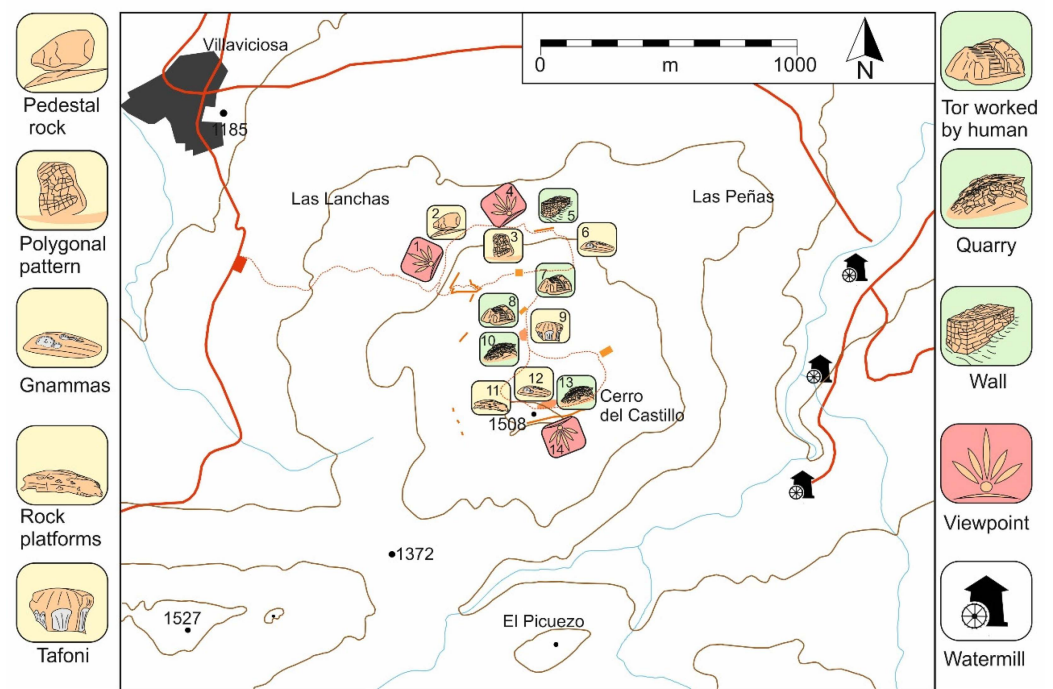 Pedestal
rock
Polygonal
pattern
Gnammas
Rock
platforms
Tafoni
Villaviciosa
1185
0
m
1000
N
Las Lanchas
Las Peñas
1
2
3
4
5
6
7
8
9
10
11
12
13
14
Cerro
del Castillo
1508
1372
1527
El Picuezo
Tor worked
by human
Quarry
Wall
Viewpoint
Watermill